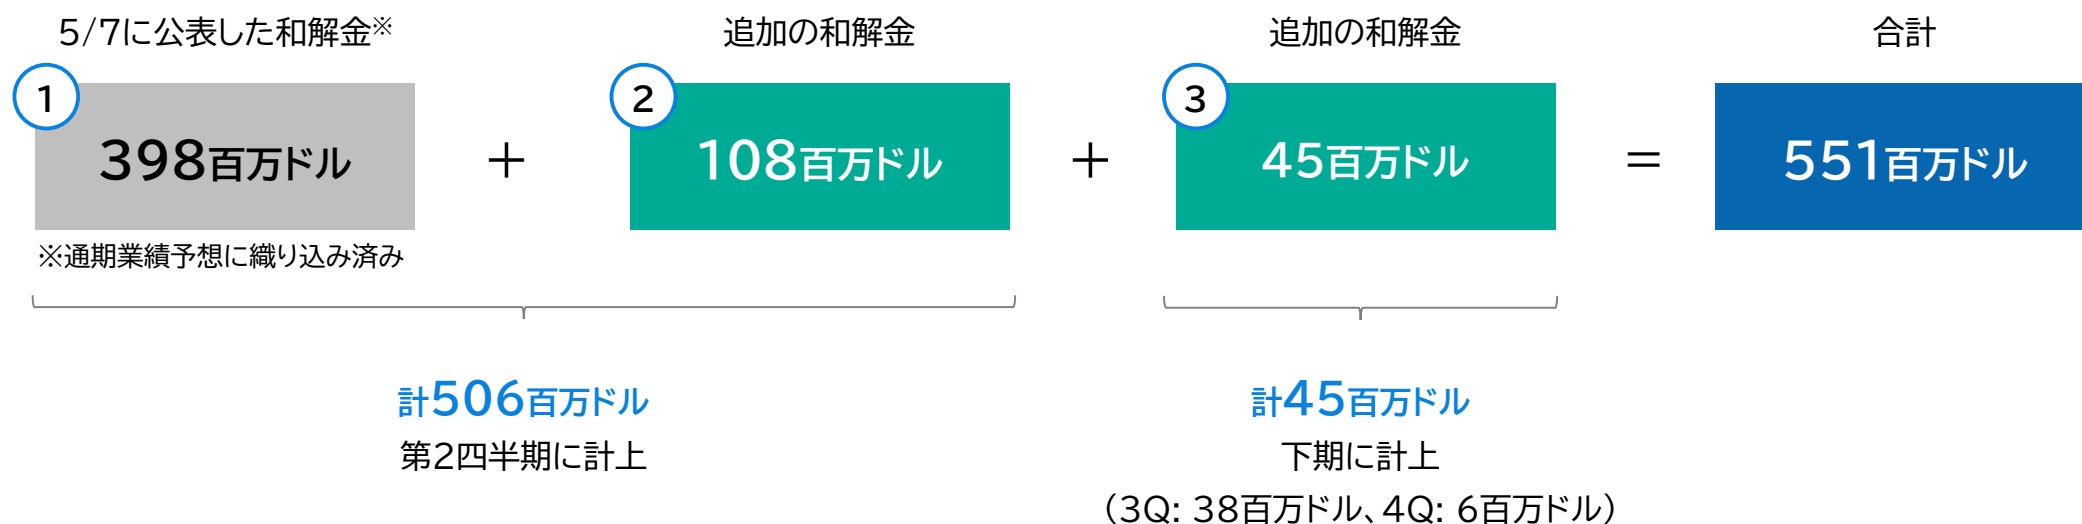 5/7に公表した和解金※
追加の和解金
追加の和解金
合計
1
398百万ドル
+
2
108百万ドル
+
3
45百万ドル
=
551百万ドル
※通期業績予想に織り込み済み
計506百万ドル
第2四半期に計上
計45百万ドル
下期に計上
(3Q: 38百万ドル、4Q: 6百万ドル)